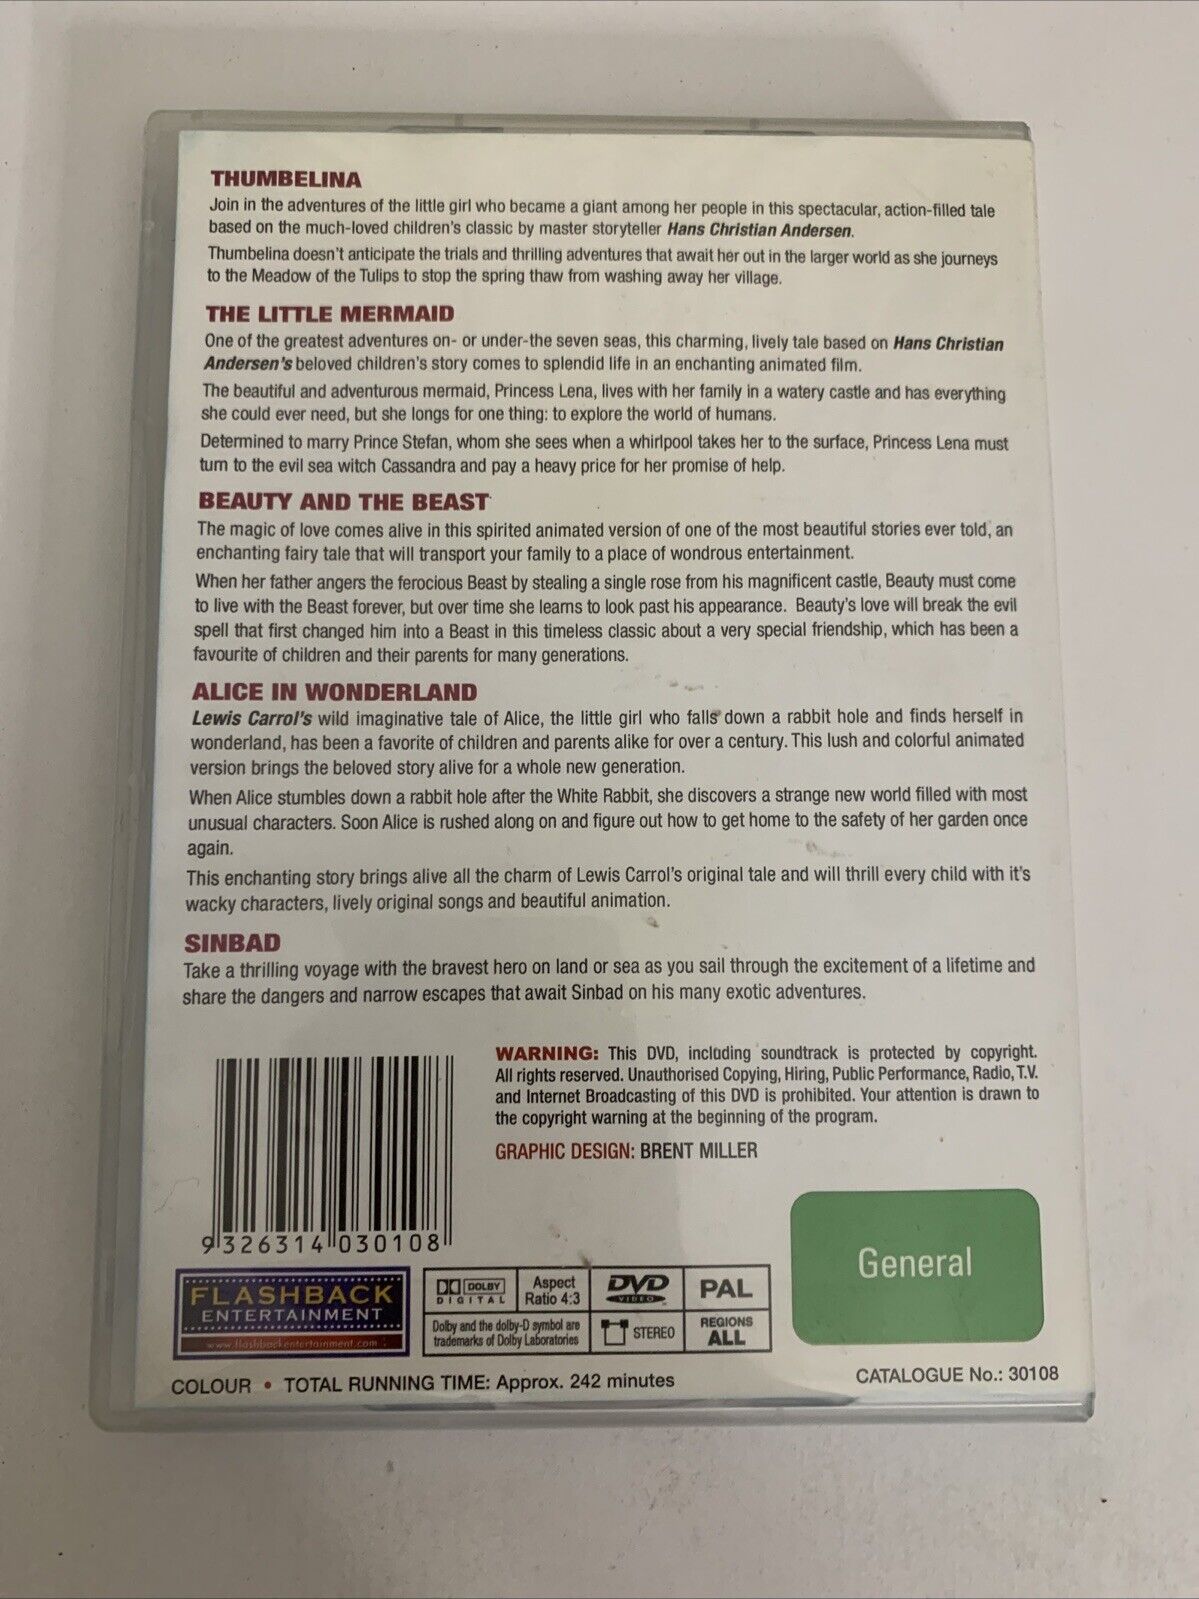 THUMBELINA
Join in the adventures of the little girl who became a giant among her people in this spectacular, action-filled tale
based on the much-loved children's classic by master storyteller Hans Christian Andersen.
Thumbelina doesn't anticipate the trials and thrilling adventures that await her out in the larger world as she journeys
to the Meadow of the Tulips to stop the spring thaw from washing away her village.
THE LITTLE MERMAID
One of the greatest adventures on- or under-the seven seas, this charming, lively tale based on Hans Christian
Andersen's beloved children's story comes to splendid life in an enchanting animated film.
The beautiful and adventurous mermaid, Princess Lena, lives with her family in a watery castle and has everything
she could ever need, but she longs for one thing: to explore the world of humans.
Determined to marry Prince Stefan, whom she sees when a whirlpool takes her to the surface, Princess Lena must
turn to the evil sea witch Cassandra and pay a heavy price for her promise of help.
BEAUTY AND THE BEAST
The magic of love comes alive in this spirited animated version of one of the most beautiful stories ever told, an
enchanting fairy tale that will transport your family to a place of wondrous entertainment.
When her father angers the ferocious Beast by stealing a single rose from his magnificent castle, Beauty must come
to live with the Beast forever, but over time she learns to look past his appearance. Beauty's love will break the evil
spell that first changed him into a Beast in this timeless classic about a very special friendship, which has been a
favourite of children and their parents for many generations.
ALICE IN WONDERLAND
Lewis Carrol's wild imaginative tale of Alice, the little girl who falls down a rabbit hole and finds herself in
wonderland, has been a favorite of children and parents alike for over a century. This lush and colorful animated
version brings the beloved story alive for a whole new generation.
When Alice stumbles down a rabbit hole after the White Rabbit, she discovers a strange new world filled with most
unusual characters. Soon Alice is rushed along on and figure out how to get home to the safety of her garden once
again.
This enchanting story brings alive all the charm of Lewis Carrol's original tale and will thrill every child with it's
wacky characters, lively original songs and beautiful animation.
SINBAD
Take a thrilling voyage with the bravest hero on land or sea as you sail through the excitement of a lifetime and
share the dangers and narrow escapes that await Sinbad on his many exotic adventures.
WARNING: This DVD, including soundtrack is protected by copyright.
All rights reserved. Unauthorised Copying, Hiring, Public Performance, Radio, T.V.
and Internet Broadcasting of this DVD is prohibited. Your attention is drawn to
the copyright warning at the beginning of the program.
GRAPHIC DESIGN: BRENT MILLER
9 326314 030108
General
FLASHBACK
ENTERTAINMENT
www.flashbackentertainment.com
DOLBY
DIGITAL
Aspect
Ratio 4:3
DVD
VIDEO
PAL
Dolby and the dolby-D symbol are
trademarks of Dolby Laboratories
STEREO
REGIONS
ALL
COLOUR • TOTAL RUNNING TIME: Approx. 242 minutes
CATALOGUE No.: 30108